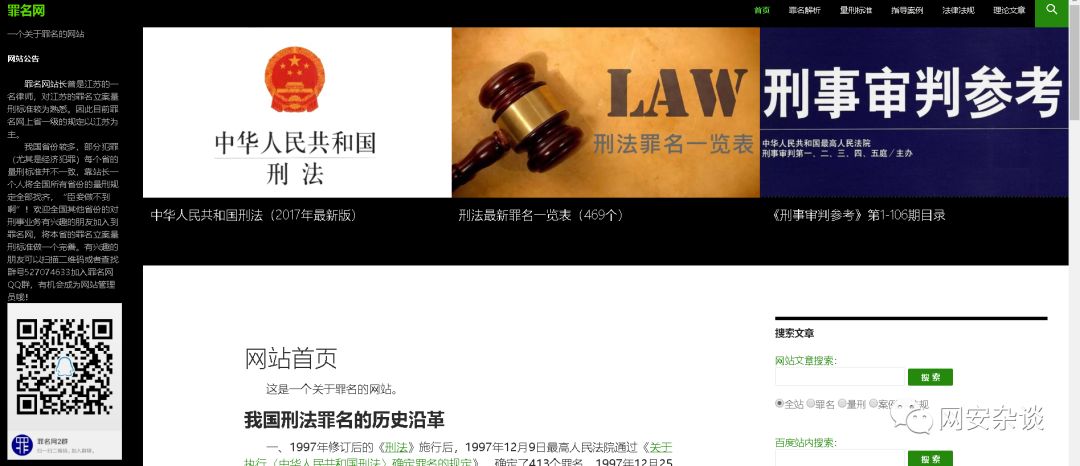 罪名网
首页 罪名解析 量刑标准 指导案例 法律法规 理论文章
一个关于罪名的网站
网站公告
罪名网站长曾是江苏的一
名律师，对江苏的罪名立案量
刑标准较为熟悉。因此目前罪
名网上省一级的规定以江苏为
主。
我国省份较多，部分犯罪
（尤其是经济犯罪）每个省的
量刑标准并不一致，靠站长一
个人将全国所有省份的量刑规
定全部找齐，“臣妾做不到
啊”！欢迎全国其他省份的对
刑事业务有兴趣的朋友加入到
罪名网，将本省的罪名立案量
刑标准做一个完善。有兴趣的
朋友可以扫描二维码或者查找
群号527074633加入罪名网
QQ群，有机会成为网站管理
员哦！
罪名网2群
扫一扫二维码，加入群聊。
中华人民共和国
刑 法
LAW
刑法罪名一览表
刑事审判参考
中华人民共和国最高人民法院
刑事审判第一、二、三、四、五庭／主办
中华人民共和国刑法（2017年最新版）
刑法最新罪名一览表（469个）
《刑事审判参考》第1-106期目录
网站首页
这是一个关于罪名的网站。
我国刑法罪名的历史沿革
一、1997年修订后的《刑法》施行后，1997年12月9日最高人民法院通过《关于
执行〈中华人民共和国刑法〉确定罪名的规定》，确定了413个罪名。1997年12月25
搜索文章
网站文章搜索：
搜 索
全站 罪名 量刑 案例 法规
百度站内搜索：
搜 索
网安杂谈